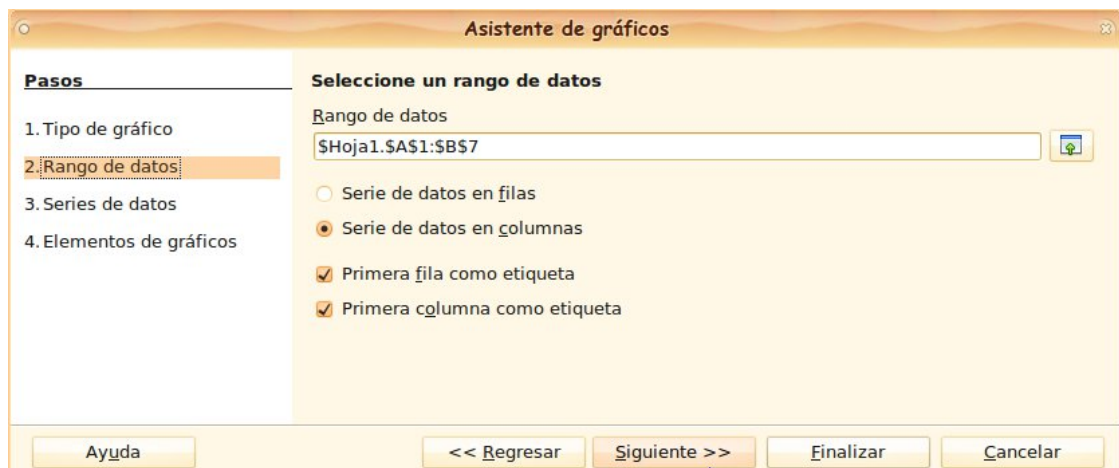 Asistente de gráficos
Pasos
1. Tipo de gráfico
2. Rango de datos
3. Series de datos
4. Elementos de gráficos
Seleccione un rango de datos
Rango de datos
$Hoja1.$A$1:$B$7
Serie de datos en filas
Serie de datos en columnas
Primera fila como etiqueta
Primera columna como etiqueta
Ayuda
<< Regresar
Siguiente >>
Finalizar
Cancelar